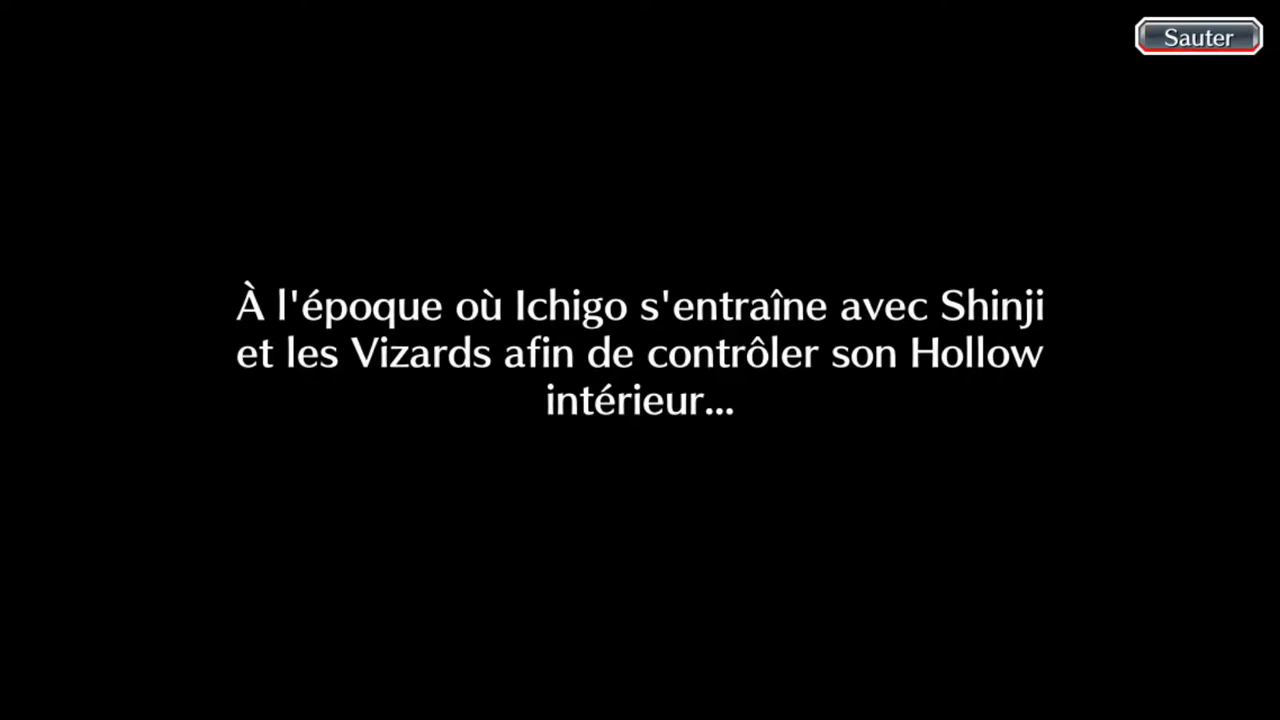 Sauter
À l'époque où Ichigo s'entraîne avec Shinji
et les Vizards afin de contrôler son Hollow
intérieur...